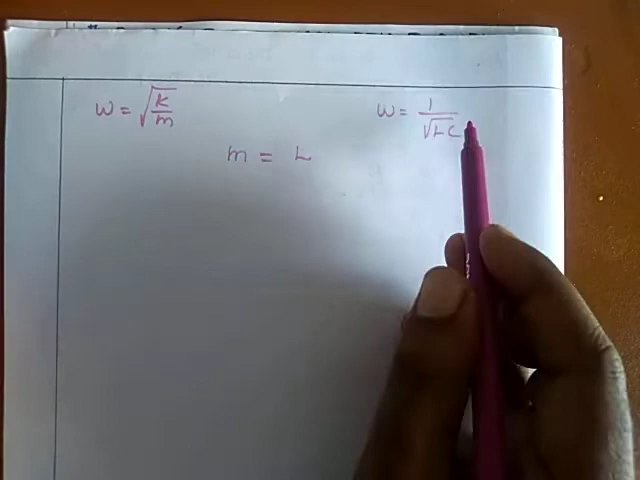 w = √(k/m)
w = 1/√LC
m = L